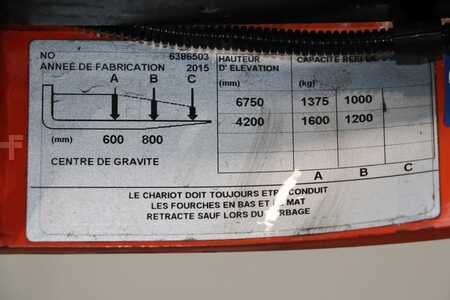 NO 6386503
ANNEÉ DE FABRICATION 2015
A B C
(mm) 600 800
CENTRE DE GRAVITE
HAUTEUR
D' ELEVATION
(mm)
CAPACITE
(kg)
6750 1375 1000
4200 1600 1200
A B C
LE CHARIOT DOIT TOUJOURS ETRE CONDUIT
LES FOURCHES EN BAS ET MAT
RETRACTE SAUF LORS DU